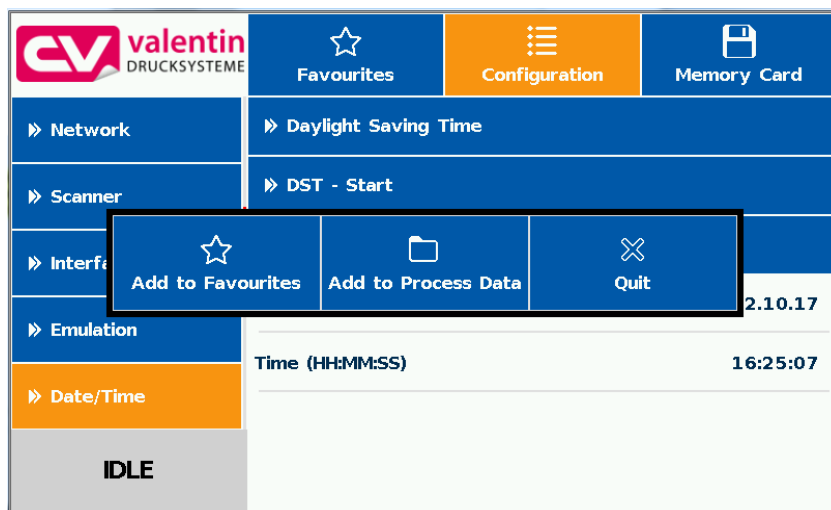 valentin
DRUCKSYSTEME
Favourites
Configuration
Memory Card
Network
Daylight Saving Time
Scanner
DST - Start
Interfa
Add to Favourites
Add to Process Data
Quit
2.10.17
Emulation
Time (HH:MM:SS)
16:25:07
Date/Time
IDLE